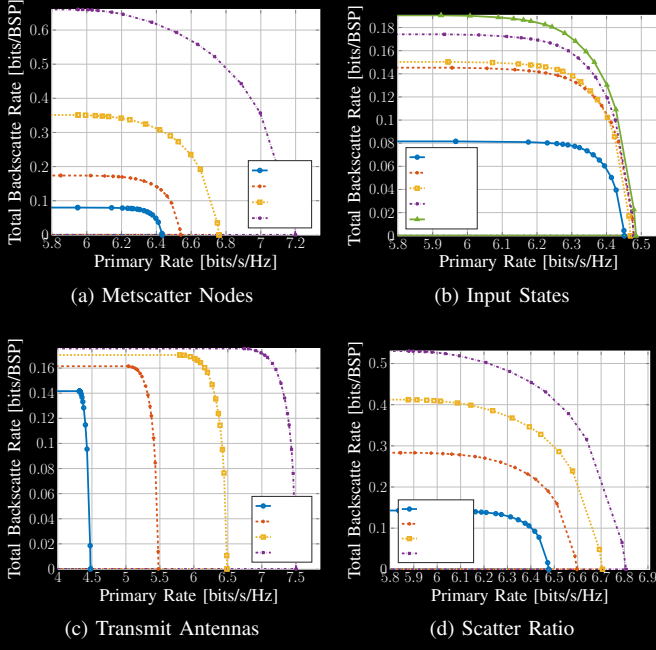 Total Backscatte Rate [bits/BSP]
0.6
0.5
0.4
0.3
0.2
0.1
0
5.8 6 6.2 6.4 6.6 6.8 7 7.2
Primary Rate [bits/s/Hz]
(a) Metscatter Nodes
Total Backscatte Rate [bits/BSP]
0.18
0.16
0.14
0.12
0.1
0.08
0.06
0.04
0.02
0
5.8 5.9 6 6.1 6.2 6.3 6.4 6.5
Primary Rate [bits/s/Hz]
(b) Input States
Total Backscatte Rate [bits/BSP]
0.16
0.14
0.12
0.1
0.08
0.06
0.04
0.02
0
4 4.5 5 5.5 6 6.5 7 7.5
Primary Rate [bits/s/Hz]
(c) Transmit Antennas
Total Backscatte Rate [bits/BSP]
0.5
0.4
0.3
0.2
0.1
0
5.8 5.9 6 6.1 6.2 6.3 6.4 6.5 6.6 6.7 6.8 6.9
Primary Rate [bits/s/Hz]
(d) Scatter Ratio